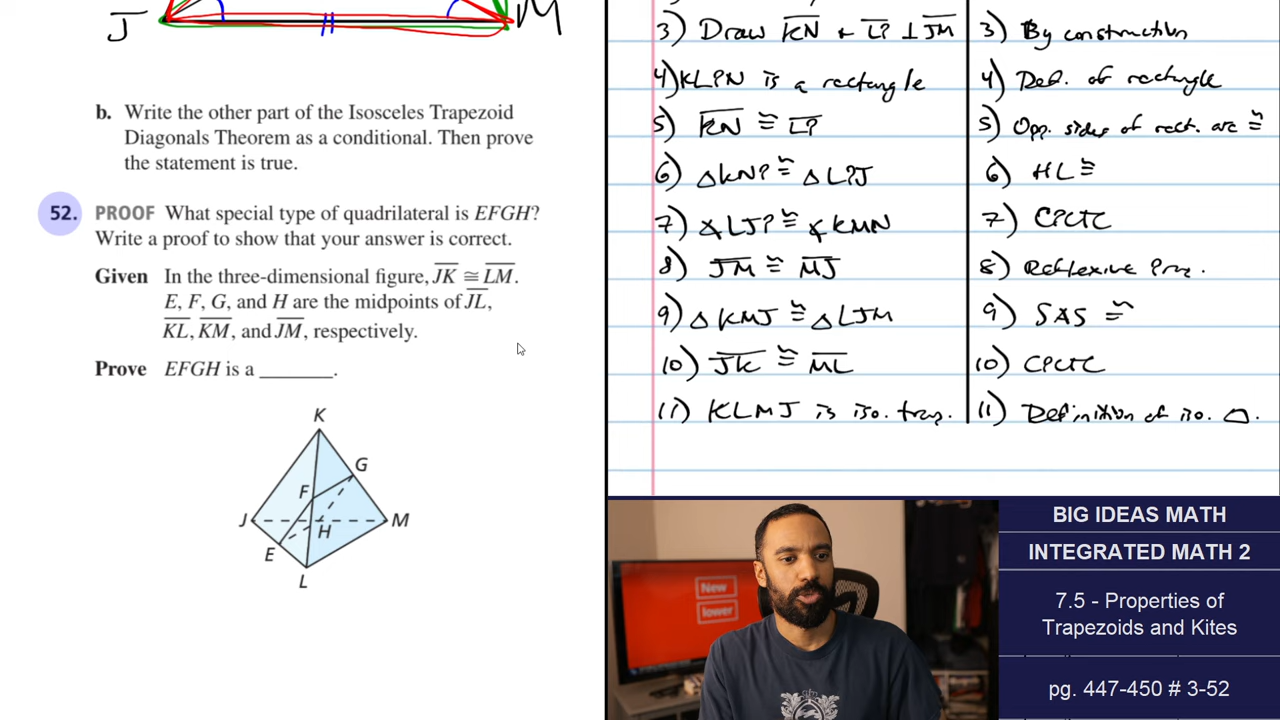 J
M
b. Write the other part of the Isosceles Trapezoid
Diagonals Theorem as a conditional. Then prove
the statement is true.
52. PROOF What special type of quadrilateral is EFGH?
Write a proof to show that your answer is correct.
Given In the three-dimensional figure, JK ≅ LM.
E, F, G, and H are the midpoints of JL,
KL, KM, and JM, respectively.
Prove EFGH is a _______.
K
G
F
J
M
H
E
L
3) Draw KN + LP ⊥ JM
3) By construction
4) KLPN is a rectangle
4) Def. of rectangle
5) KN ≅ LP
5) Opp. sides of rect. are ≅
6) △KNP ≅ △LPJ
6) HL ≅
7) ∡LJP ≅ ∡KMN
7) CPCTC
8) JM ≅ MJ
8) Reflexive Prop.
9) △KMJ ≅ △LJM
9) SAS ≅
10) JK ≅ ML
10) CPCTC
11) KLMJ is iso. trap.
11) Definition of iso. ⏢.
New
lower
BIG IDEAS MATH
INTEGRATED MATH 2
7.5 - Properties of
Trapezoids and Kites
pg. 447-450 # 3-52